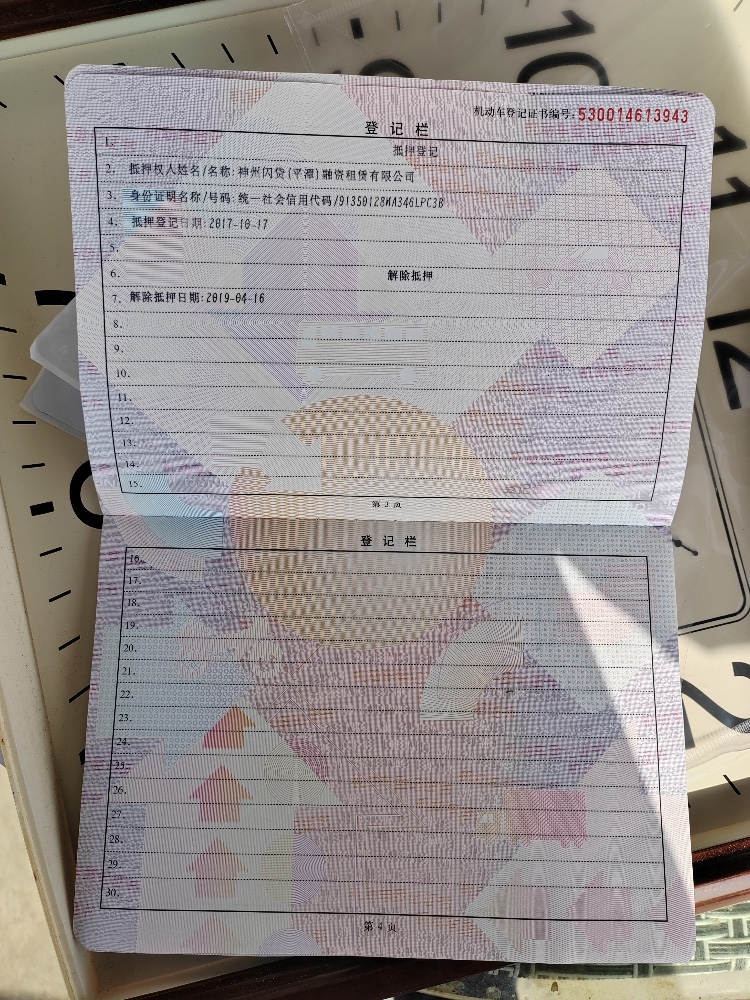 机动车登记证书编号:530014613943
登记栏
1. 抵押登记
2. 抵押权人姓名/名称:神州闪贷(平潭)融资租赁有限公司
3. 身份证明名称/号码:统一社会信用代码/91350128MA346LPC3B
4. 抵押登记日期:2017-10-17
5.
6. 解除抵押
7. 解除抵押日期:2019-04-16
8.
9.
10.
11.
12.
13.
14.
15.
第 3 页
登记栏
16.
17.
18.
19.
20.
21.
22.
23.
24.
25.
26.
27.
28.
29.
30.
第 4 页
10
11
12
2